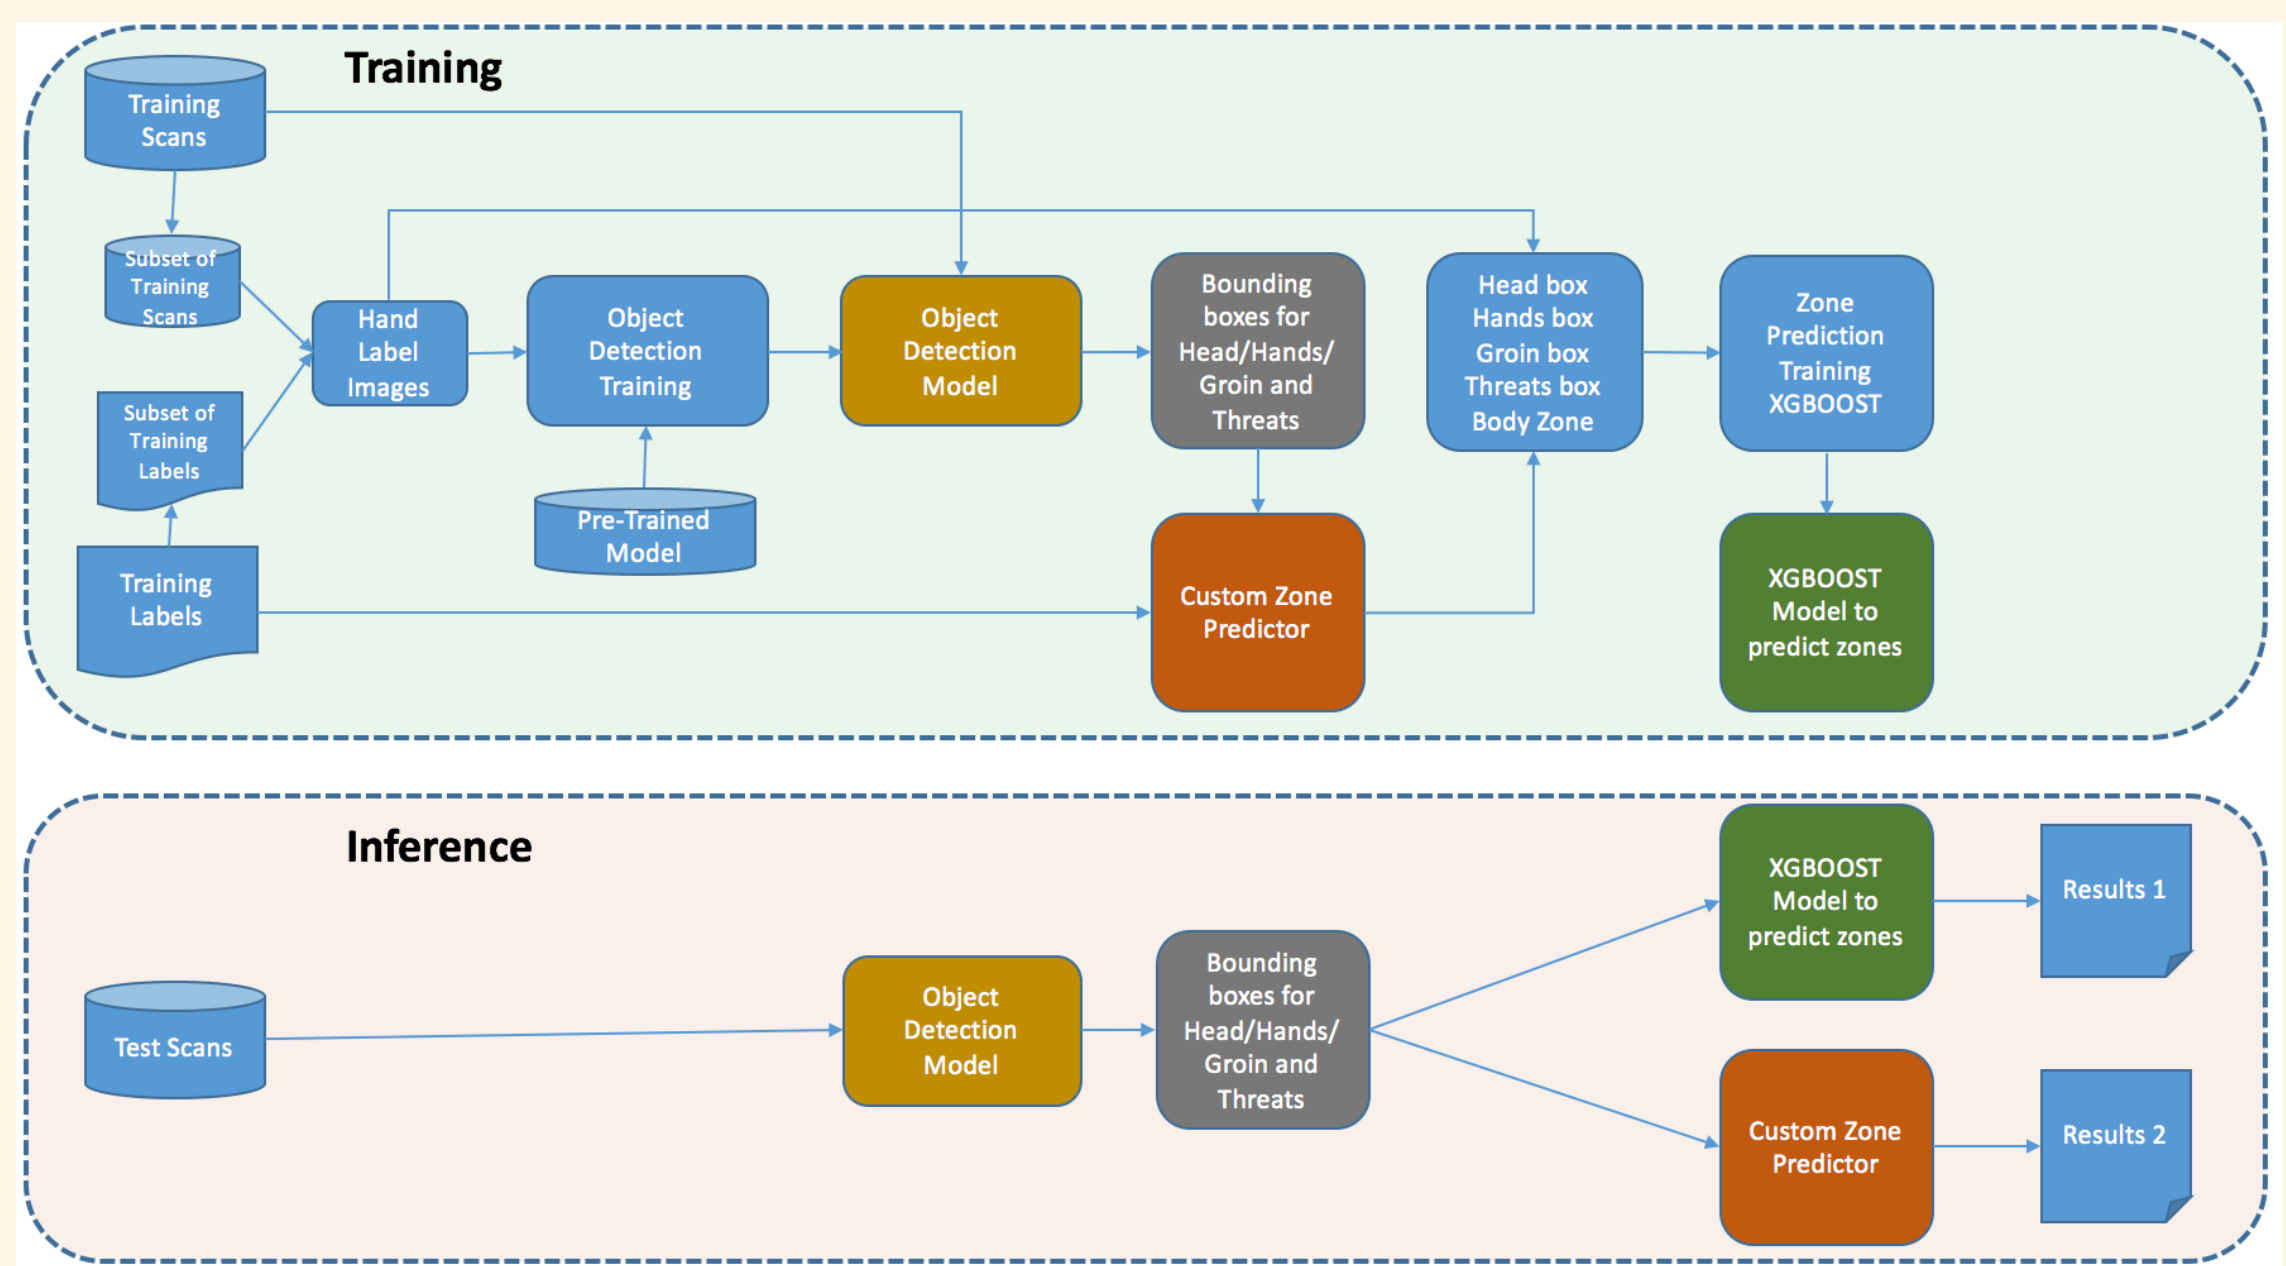 Training
Training
Scans
Subset of
Training
Scans
Subset of
Training
Labels
Training
Labels
Hand
Label
Images
Object
Detection
Training
Pre-Trained
Model
Object
Detection
Model
Bounding
boxes for
Head/Hands/
Groin and
Threats
Custom Zone
Predictor
Head box
Hands box
Groin box
Threats box
Body Zone
Zone
Prediction
Training
XGBOOST
XGBOOST
Model to
predict zones
Inference
Test Scans
Object
Detection
Model
Bounding
boxes for
Head/Hands/
Groin and
Threats
XGBOOST
Model to
predict zones
Results 1
Custom Zone
Predictor
Results 2